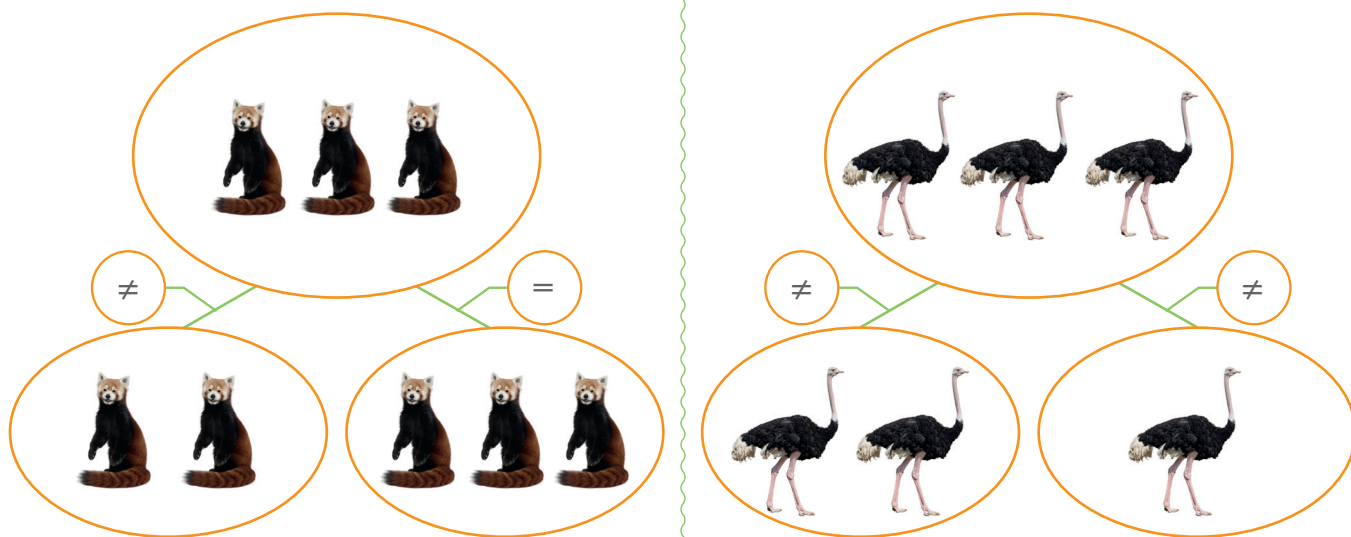 ≠
=
≠
≠